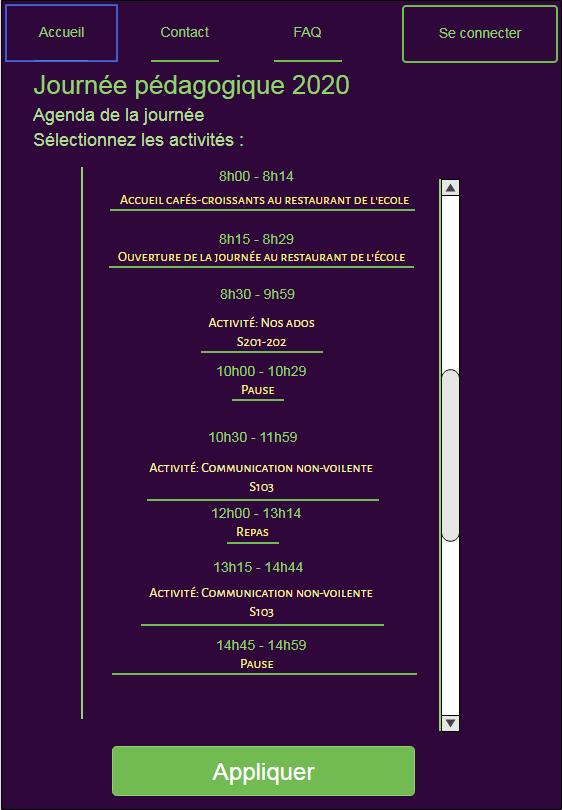 Accueil
Contact
FAQ
Se connecter
Journée pédagogique 2020
Agenda de la journée
Sélectionnez les activités :
8h00 - 8h14
Accueil cafés-croissants au restaurant de l'ecole
8h15 - 8h29
Ouverture de la journée au restaurant de l'école
8h30 - 9h59
Activité: Nos ados
S201-202
10h00 - 10h29
Pause
10h30 - 11h59
Activité: Communication non-voilente
S103
12h00 - 13h14
Repas
13h15 - 14h44
Activité: Communication non-voilente
S103
14h45 - 14h59
Pause
Appliquer